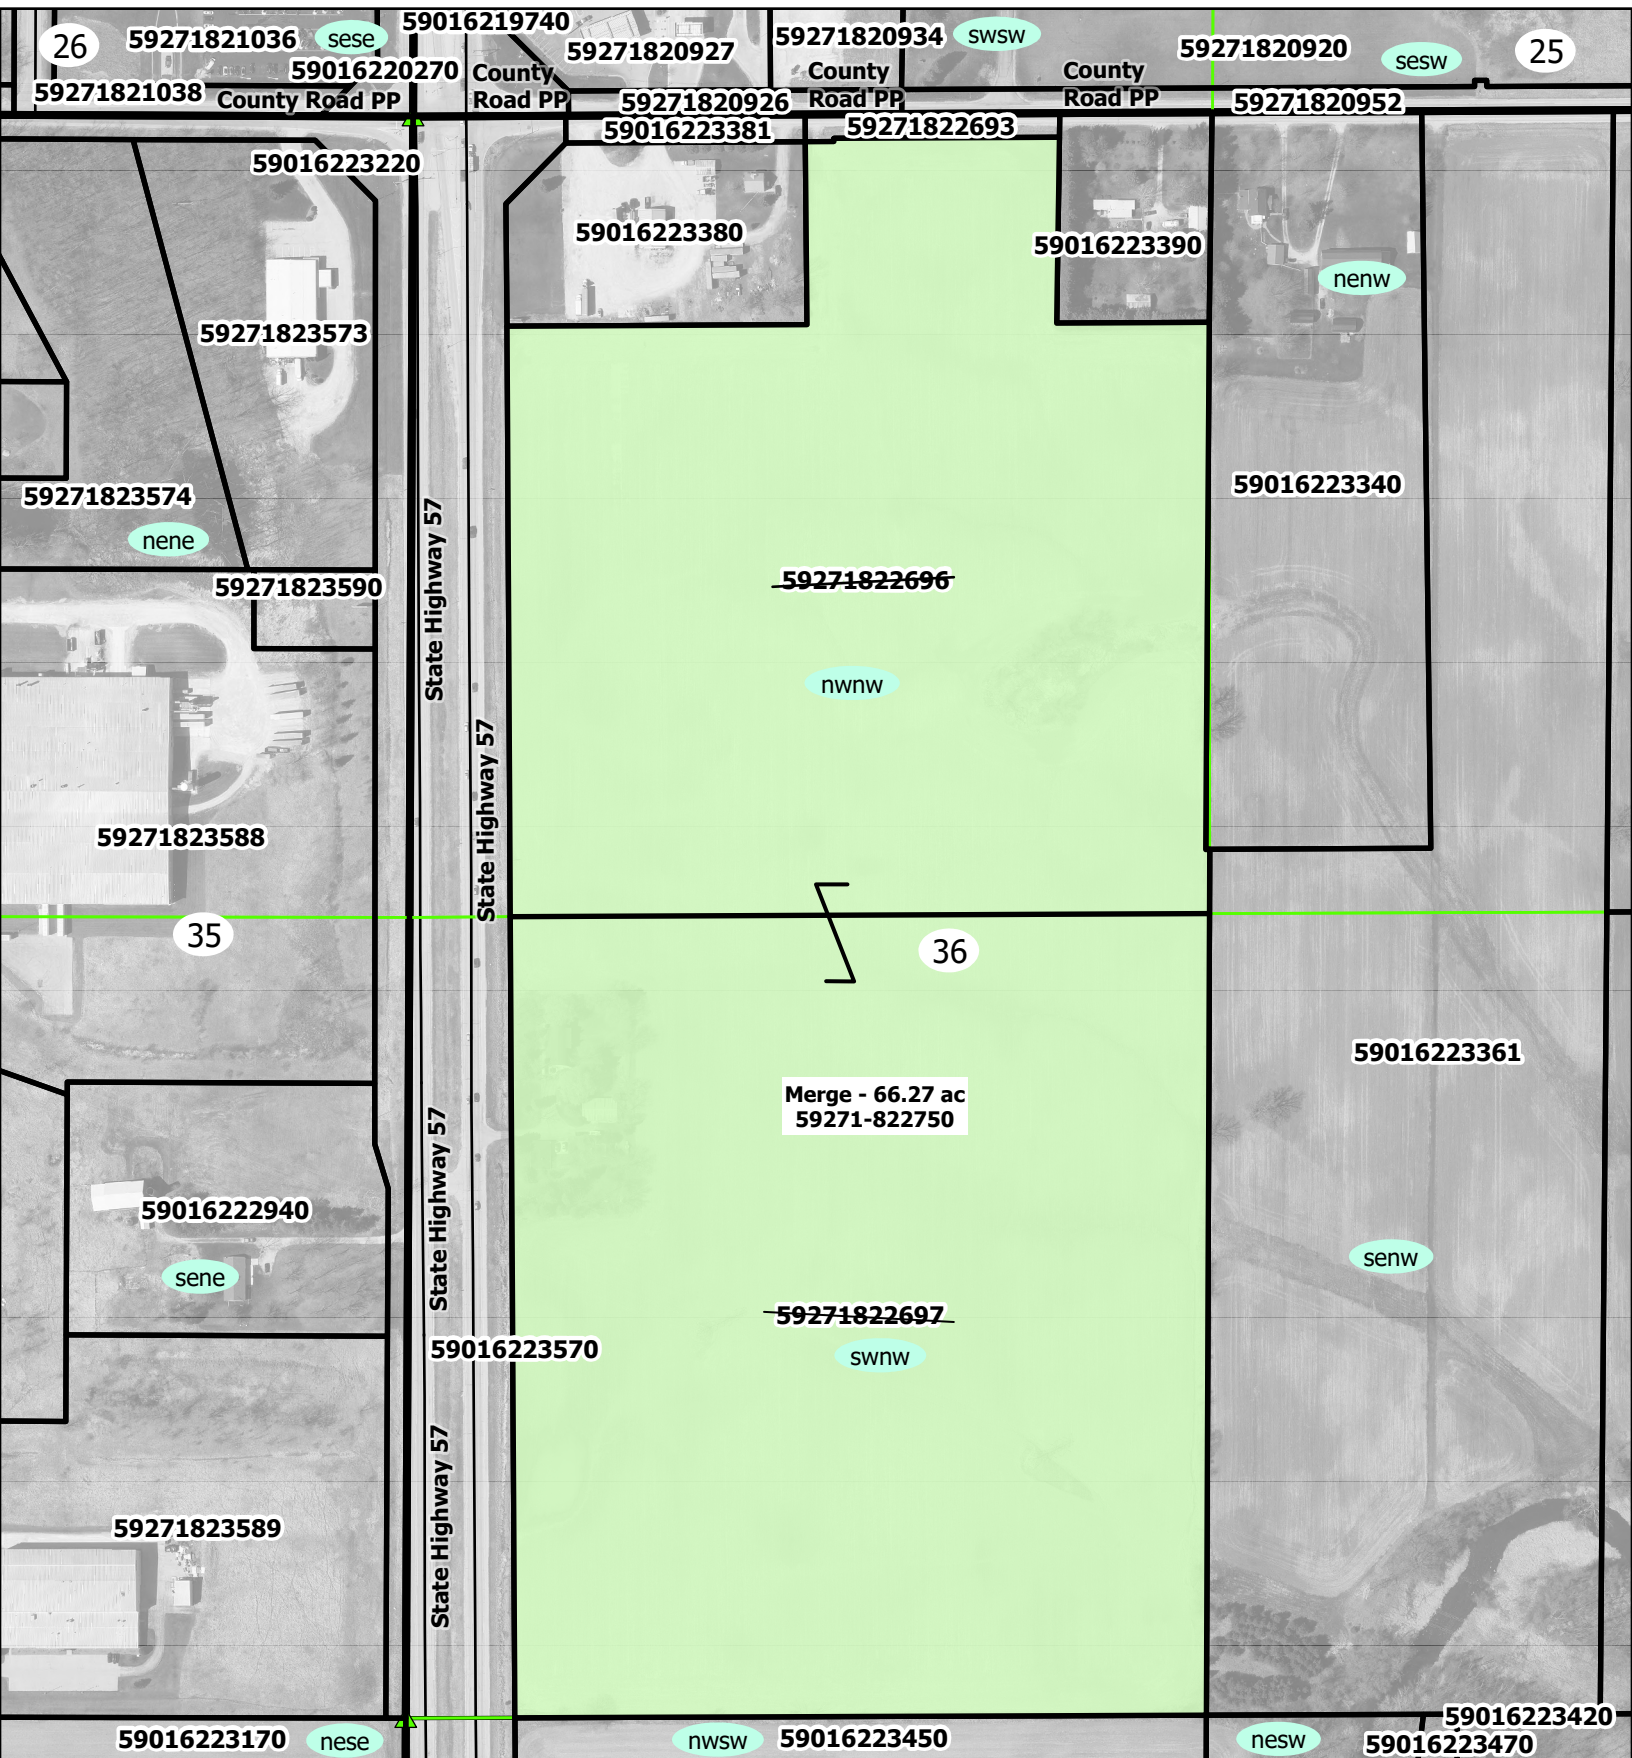 59016219740
26
59271821036
sese
59271820927
59271820934
swsw
59271820920
sesw
25
59016220270
County
Road PP
County
Road PP
County
Road PP
59271821038
County Road PP
59271820926
59271820952
59016223381
59271822693
59016223220
59016223380
59016223390
nenw
59271823573
59271823574
nene
59016223340
State Highway 57
59271823590
59271822696
nwnw
State Highway 57
59271823588
35
36
59016223361
Merge - 66.27 ac
59271-822750
State Highway 57
59016222940
sene
senw
59271822697
swnw
59016223570
State Highway 57
59271823589
59016223170
nese
nwsw
59016223450
nesw
59016223420
59016223470